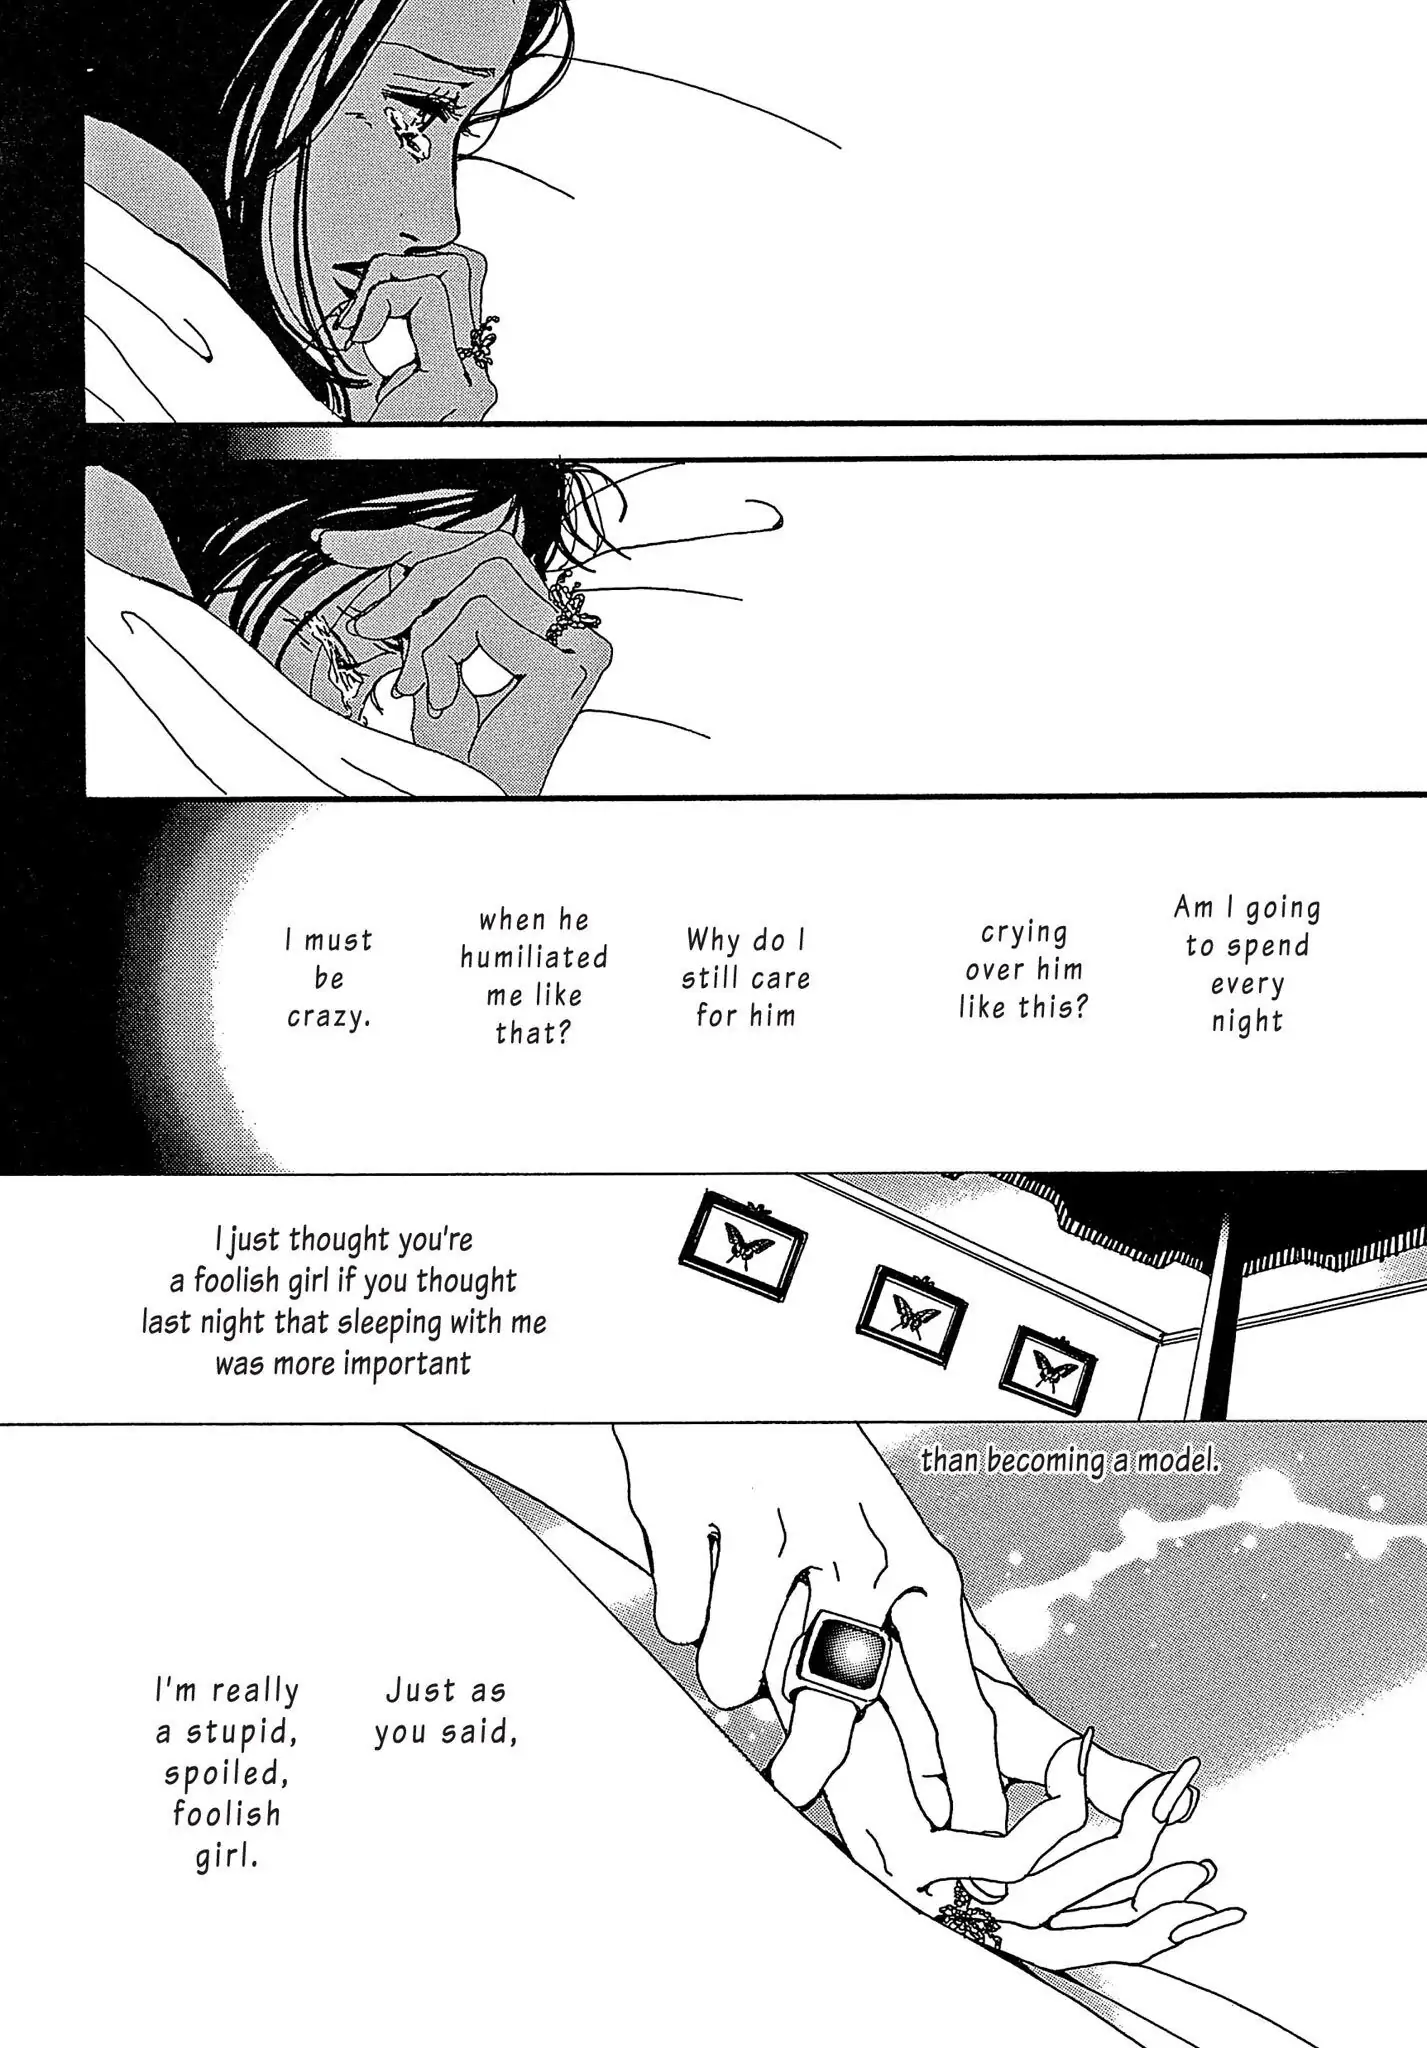 Am I going
to spend
every
night
crying
over him
like this?
Why do I
still care
for him
when he
humiliated
me like
that?
I must
be
crazy.
I just thought you're
a foolish girl if you thought
last night that sleeping with me
was more important
than becoming a model.
Just as
you said,
I'm really
a stupid,
spoiled,
foolish
girl.